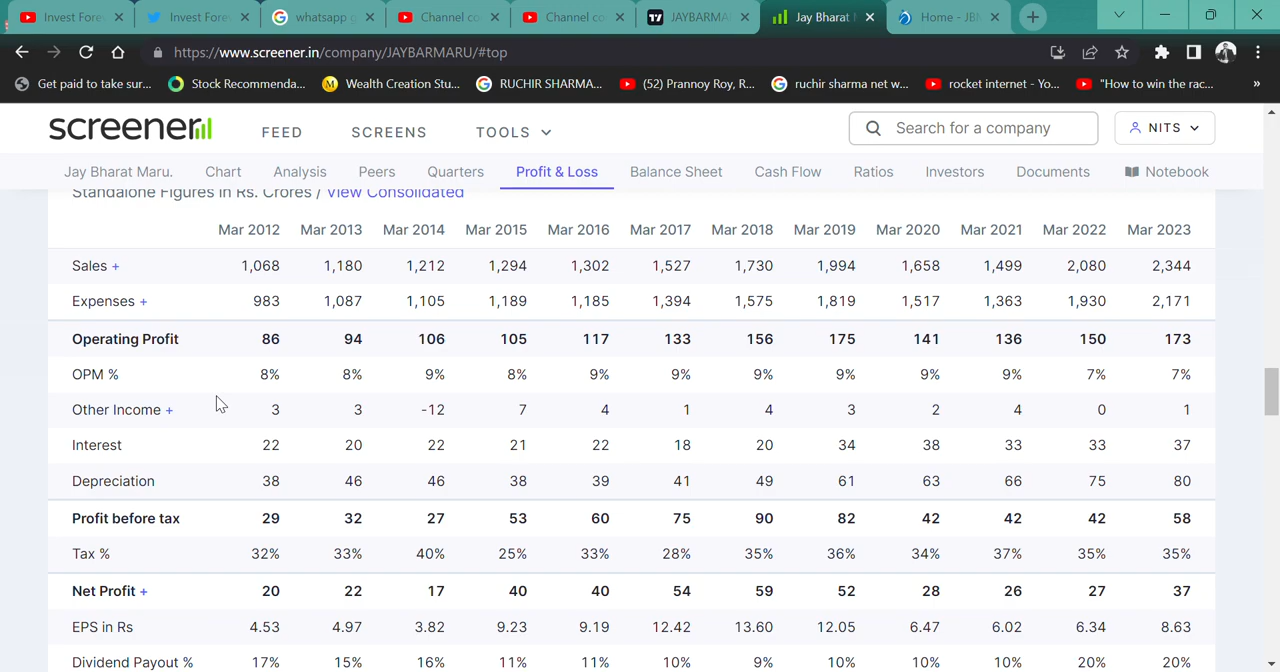 Invest Fore
Invest Fore
whatsapp g
Channel co
Channel co
JAYBARMA
Jay Bharat
Home - JBM
https://www.screener.in/company/JAYBARMARU/#top
Get paid to take sur... Stock Recommenda... Wealth Creation Stu... RUCHIR SHARMA... (52) Prannoy Roy, R... ruchir sharma net w... rocket internet - Yo... "How to win the rac... »
screener FEED SCREENS TOOLS Search for a company NITS
Jay Bharat Maru. Chart Analysis Peers Quarters Profit & Loss Balance Sheet Cash Flow Ratios Investors Documents Notebook
Standalone Figures in Rs. Crores / View Consolidated
Mar 2012 Mar 2013 Mar 2014 Mar 2015 Mar 2016 Mar 2017 Mar 2018 Mar 2019 Mar 2020 Mar 2021 Mar 2022 Mar 2023
Sales + 1,068 1,180 1,212 1,294 1,302 1,527 1,730 1,994 1,658 1,499 2,080 2,344
Expenses + 983 1,087 1,105 1,189 1,185 1,394 1,575 1,819 1,517 1,363 1,930 2,171
Operating Profit 86 94 106 105 117 133 156 175 141 136 150 173
OPM % 8% 8% 9% 8% 9% 9% 9% 9% 9% 9% 7% 7%
Other Income + 3 3 -12 7 4 1 4 3 2 4 0 1
Interest 22 20 22 21 22 18 20 34 38 33 33 37
Depreciation 38 46 46 38 39 41 49 61 63 66 75 80
Profit before tax 29 32 27 53 60 75 90 82 42 42 42 58
Tax % 32% 33% 40% 25% 33% 28% 35% 36% 34% 37% 35% 35%
Net Profit + 20 22 17 40 40 54 59 52 28 26 27 37
EPS in Rs 4.53 4.97 3.82 9.23 9.19 12.42 13.60 12.05 6.47 6.02 6.34 8.63
Dividend Payout % 17% 15% 16% 11% 11% 10% 9% 10% 10% 10% 20% 20%